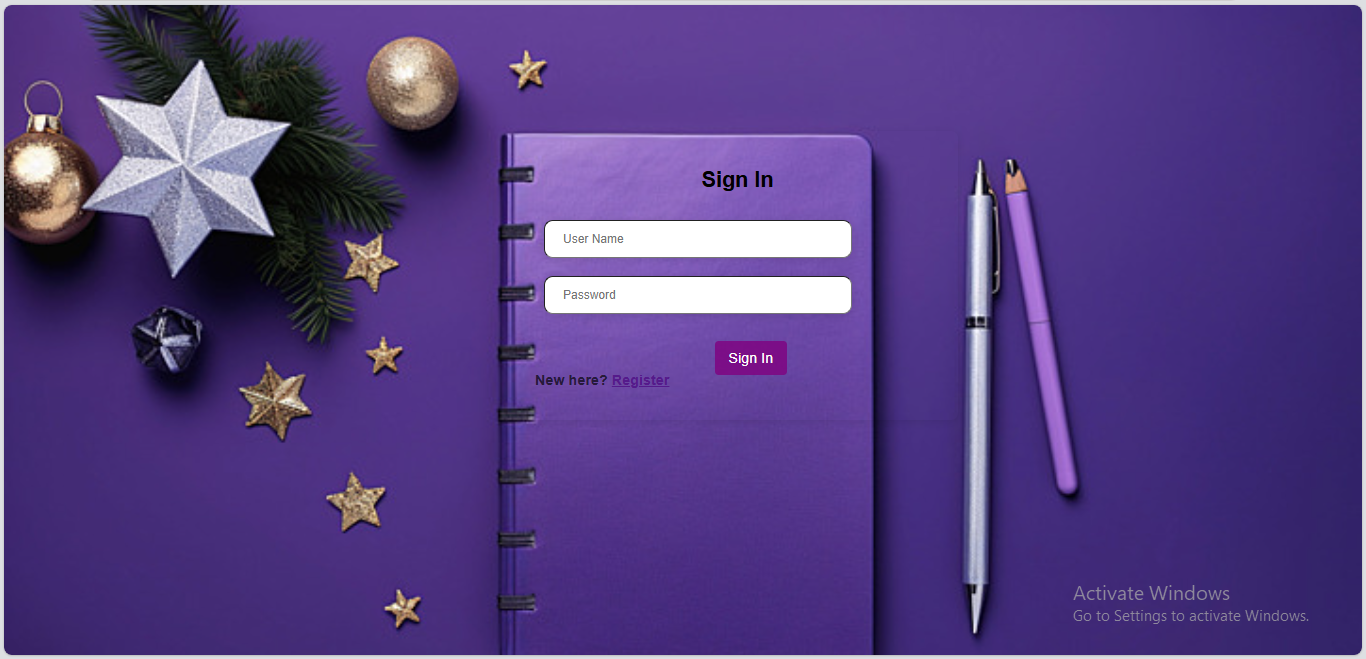 Sign In
User Name
Password
Sign In
New here? Register
Activate Windows
Go to Settings to activate Windows.